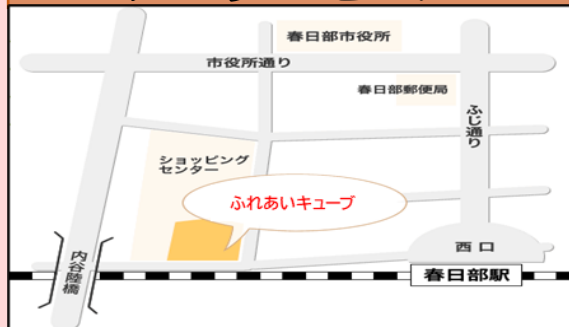 春日部市役所
市役所通り
春日部郵便局
ふじ通り
ショッピング
センター
ふれあいキューブ
西口
内谷陸橋
春日部駅